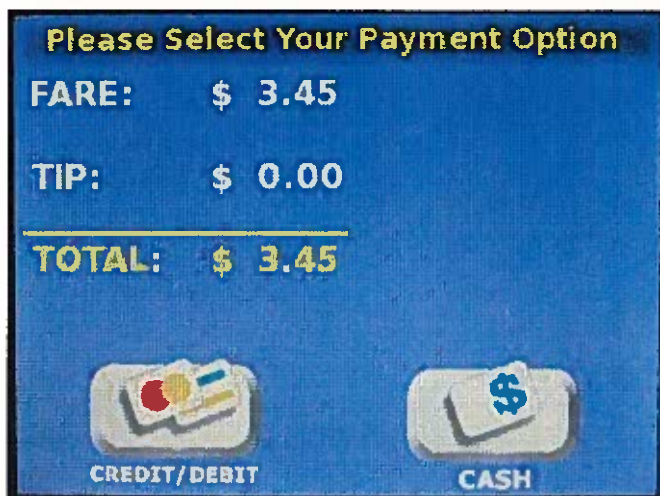 Please Select Your Payment Option
FARE: $ 3.45
TIP: $ 0.00
TOTAL: $ 3.45
CREDIT/DEBIT
CASH
$